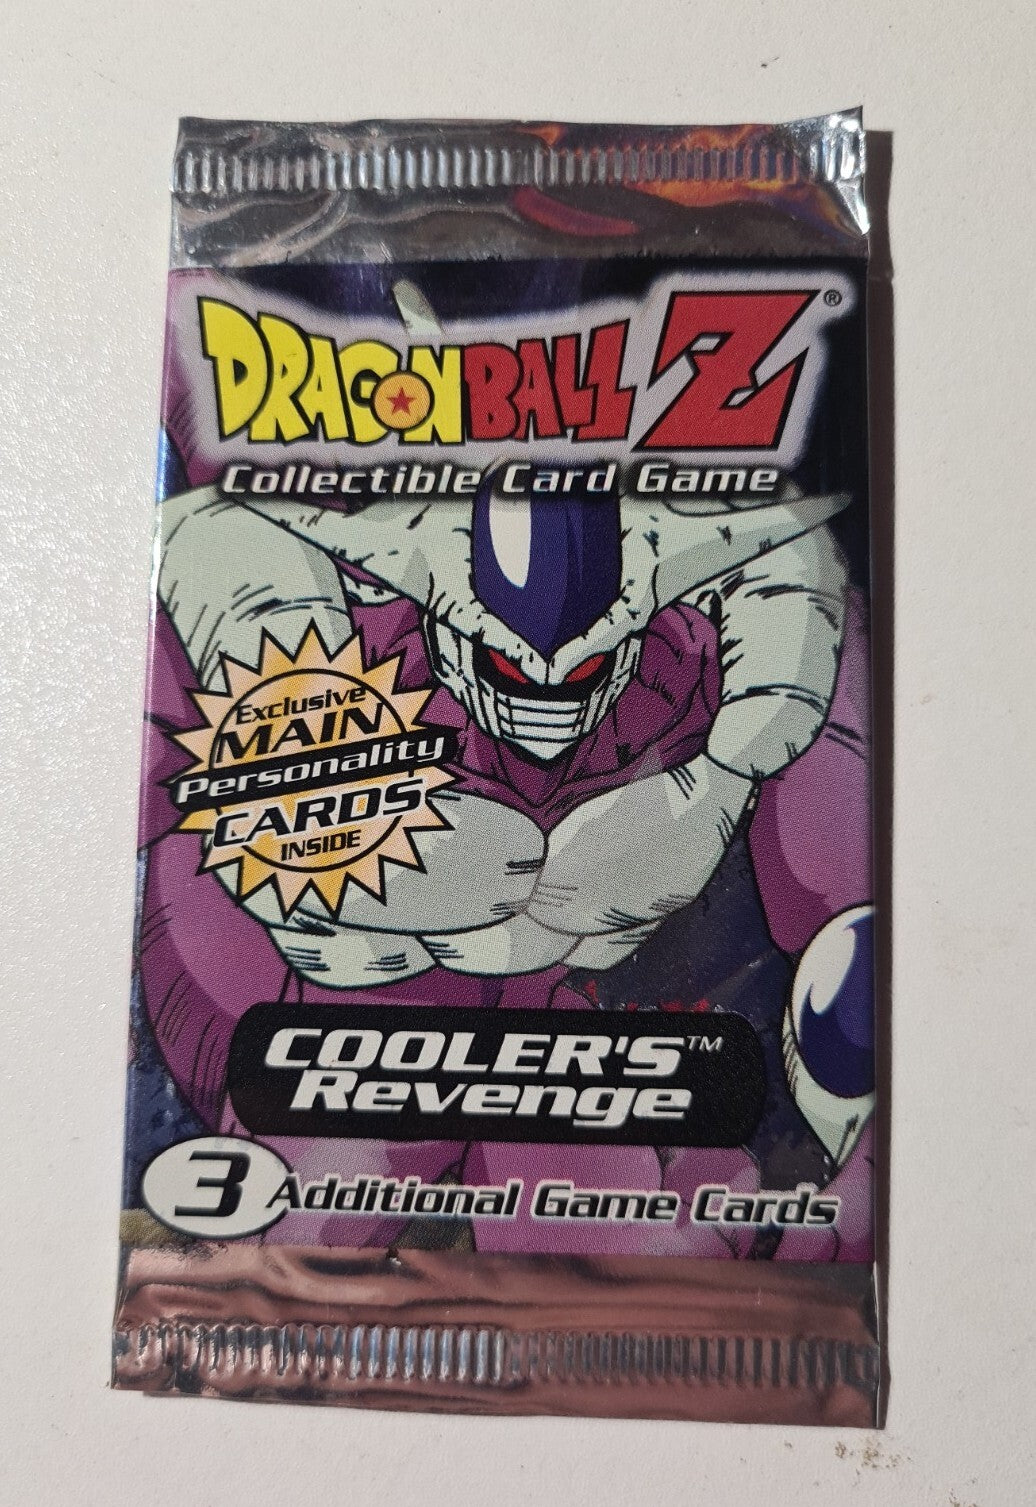 DRAGONBALL Z®
Collectible Card Game
Exclusive
MAIN
Personality
CARDS
INSIDE
COOLER'S™
Revenge
3 Additional Game Cards